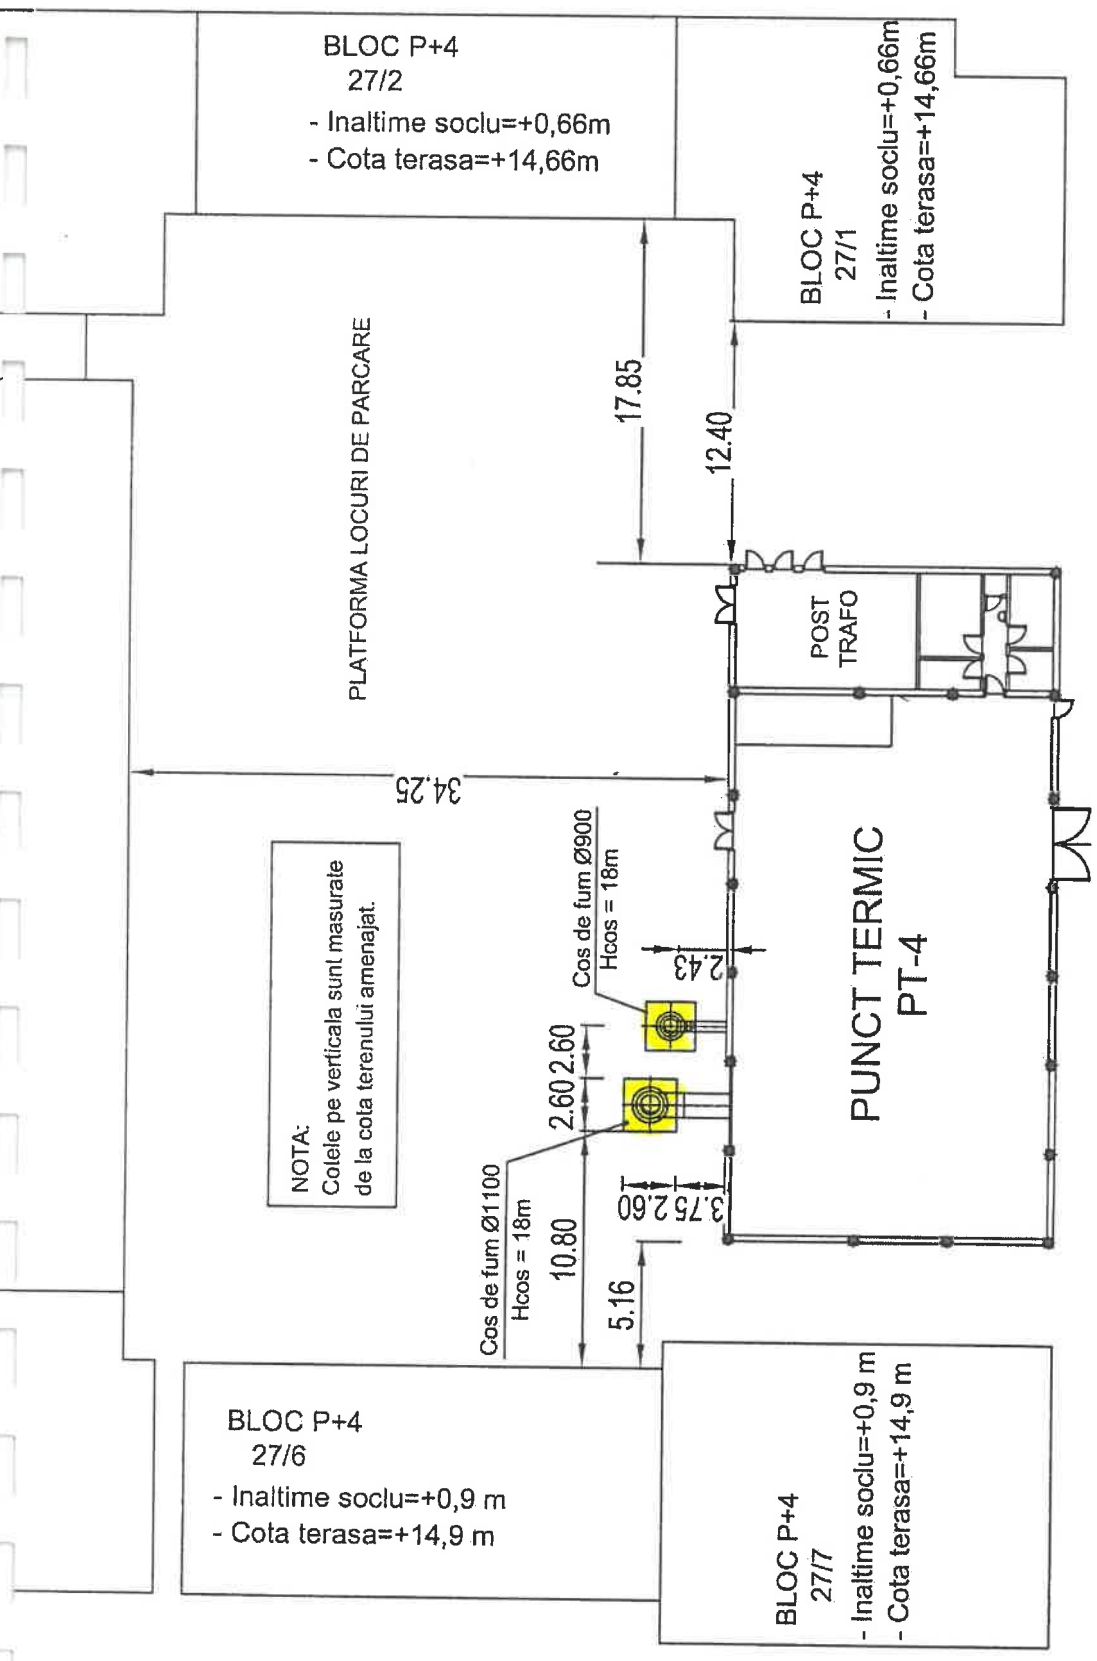 BLOC P+4
27/2
- Inaltime soclu=+0,66m
- Cota terasa=+14,66m
BLOC P+4
27/1
- Inaltime soclu=+0,66m
- Cota terasa=+14,66m
PLATFORMA LOCURI DE PARCARE
17.85
12.40
POST
TRAFO
34.25
NOTA:
Cotele pe verticala sunt masurate
de la cota terenului amenajat.
Cos de fum Ø900
Hcos = 18m
2.43
2.60
2.60
PUNCT TERMIC
PT-4
Cos de fum Ø1100
Hcos = 18m
10.80
2.60
3.75
5.16
BLOC P+4
27/6
- Inaltime soclu=+0,9 m
- Cota terasa=+14,9 m
BLOC P+4
27/7
- Inaltime soclu=+0,9 m
- Cota terasa=+14,9 m